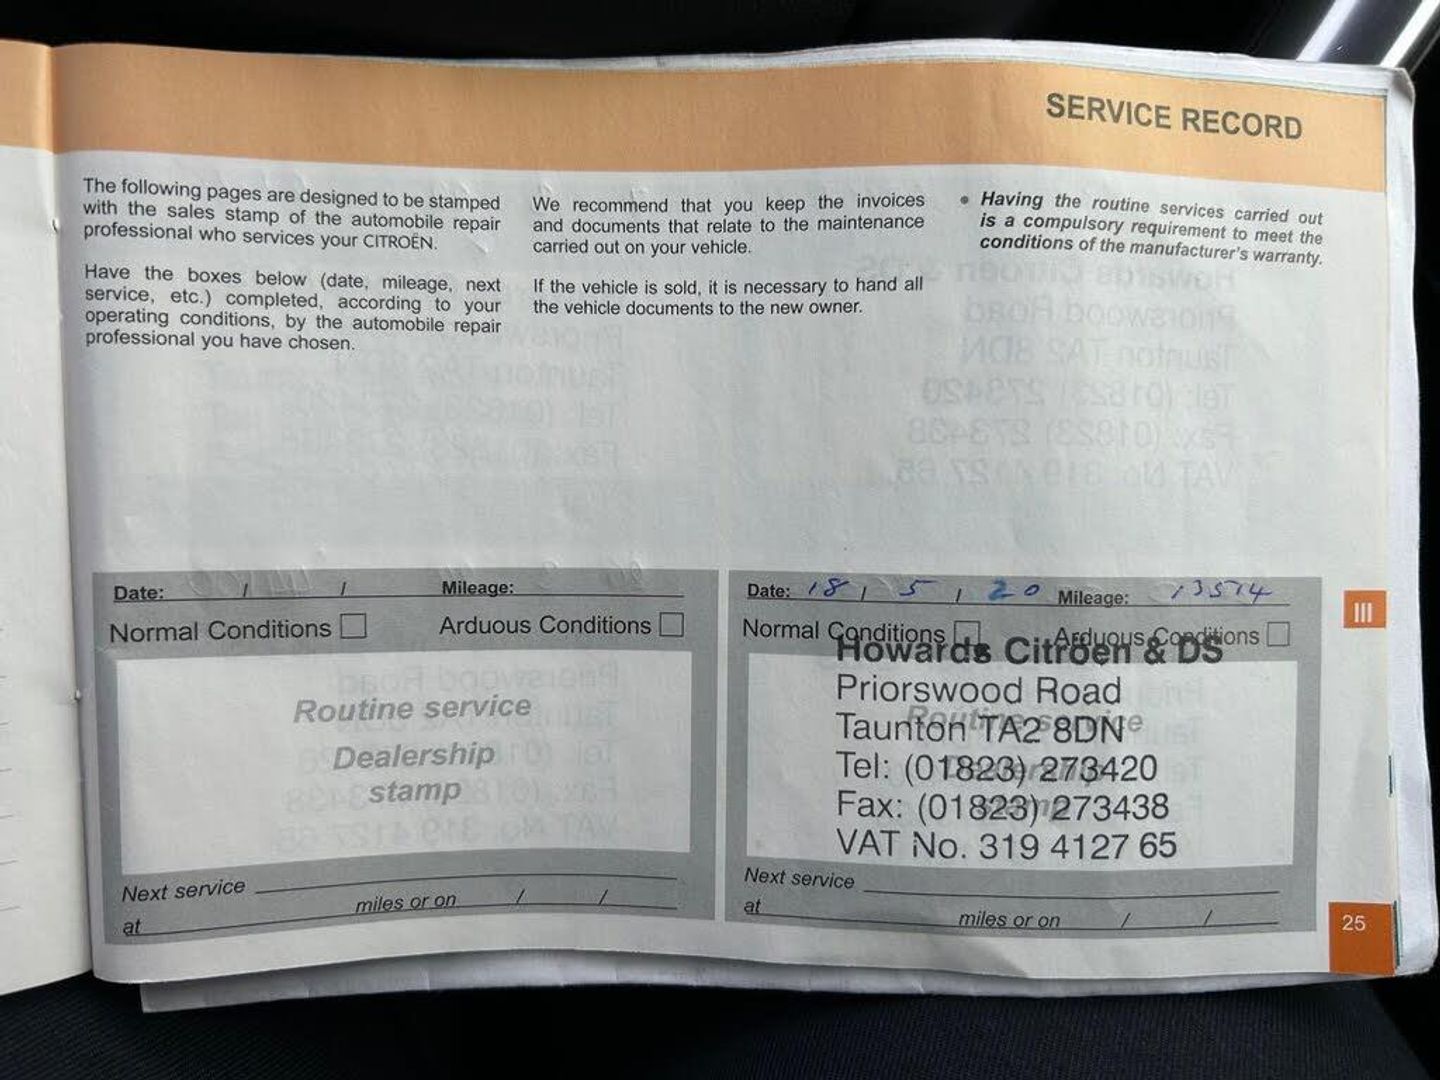 SERVICE RECORD
The following pages are designed to be stamped
with the sales stamp of the automobile repair
professional who services your CITROËN.
Have the boxes below (date, mileage, next
service, etc.) completed, according to your
operating conditions, by the automobile repair
professional you have chosen.
We recommend that you keep the invoices
and documents that relate to the maintenance
carried out on your vehicle.
If the vehicle is sold, it is necessary to hand all
the vehicle documents to the new owner.
• Having the routine services carried out
is a compulsory requirement to meet the
conditions of the manufacturer's warranty.
Date: / / Mileage:
Normal Conditions Arduous Conditions
Routine service
Dealership
stamp
Next service
at miles or on / /
Date: 18 / 5 / 20 Mileage: 13514
Normal Conditions Arduous Conditions
Howards Citroen & DS
Priorswood Road
Taunton TA2 8DN
Routine service
Tel: (01823) 273420
Fax: (01823) 273438
VAT No. 319 4127 65
Next service
at miles or on / /
III
25